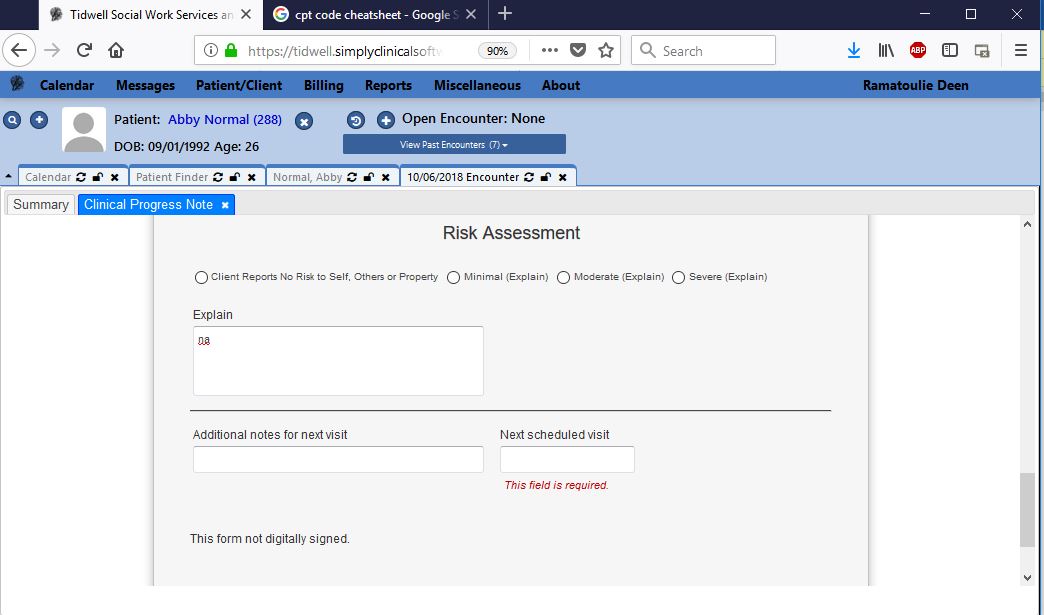 Tidwell Social Work Services an
cpt code cheatsheet - Google S
https://tidwell.simplyclinicalsoftw
90%
Search
ABP
Calendar Messages Patient/Client Billing Reports Miscellaneous About Ramatoulie Deen
Patient: Abby Normal (288)
Open Encounter: None
DOB: 09/01/1992 Age: 26
View Past Encounters (7)
Calendar Patient Finder Normal, Abby 10/06/2018 Encounter
Summary Clinical Progress Note
Risk Assessment
Client Reports No Risk to Self, Others or Property Minimal (Explain) Moderate (Explain) Severe (Explain)
Explain
na
Additional notes for next visit Next scheduled visit
This field is required.
This form not digitally signed.